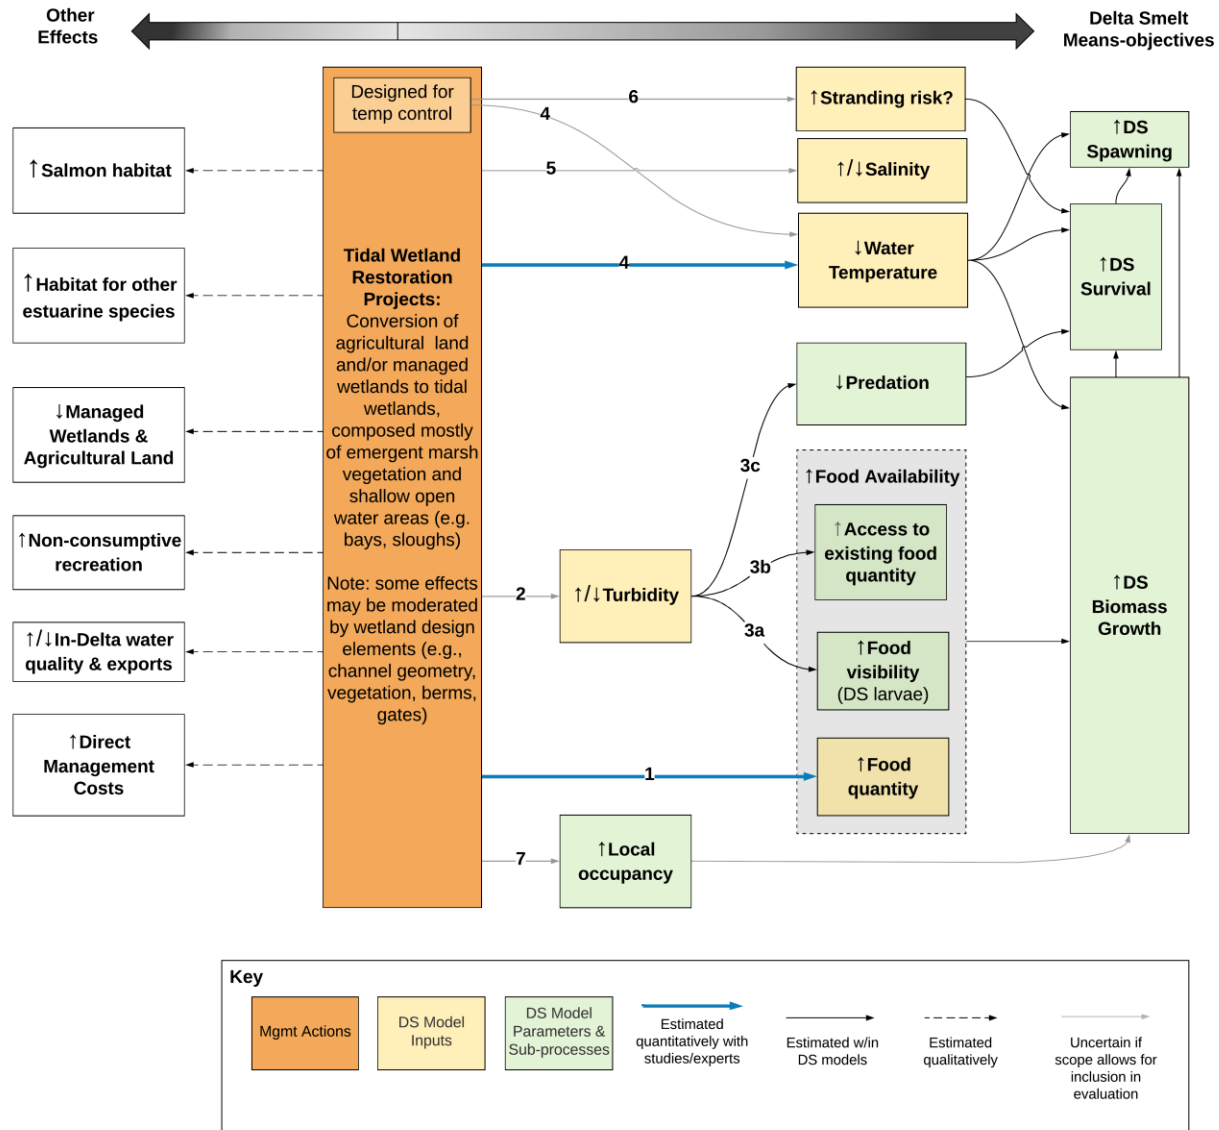 Other
Effects
Delta Smelt
Means-objectives
Designed for
temp control
6
4
5
4
↑Stranding risk?
↑/↓Salinity
↓Water
Temperature
↑DS
Spawning
↑DS
Survival
↑Salmon habitat
↑Habitat for other
estuarine species
↓Managed
Wetlands &
Agricultural Land
↑Non-consumptive
recreation
↑/↓In-Delta water
quality & exports
↑Direct
Management
Costs
Tidal Wetland
Restoration
Projects:
Conversion of
agricultural land
and/or managed
wetlands to tidal
wetlands,
composed mostly
of emergent marsh
vegetation and
shallow open
water areas (e.g.
bays, sloughs)
Note: some effects
may be moderated
by wetland design
elements (e.g.,
channel geometry,
vegetation, berms,
gates)
2
↑/↓Turbidity
3c
3b
3a
↓Predation
↑Food Availability
↑Access to
existing food
quantity
↑Food
visibility
(DS larvae)
1
↑Food
quantity
↑DS
Biomass
Growth
7
↑Local
occupancy
Key
Mgmt Actions
DS Model
Inputs
DS Model
Parameters &
Sub-processes
Estimated
quantitatively with
studies/experts
Estimated w/in
DS models
Estimated
qualitatively
Uncertain if
scope allows for
inclusion in
evaluation